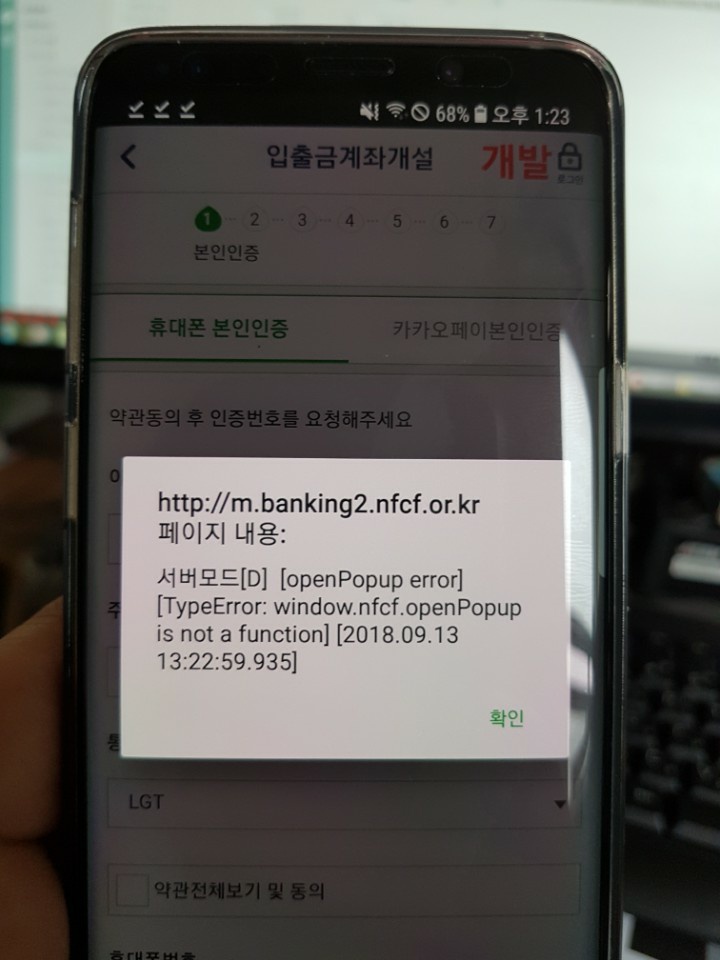 68% 오후 1:23
입출금계좌개설 개발
로그인
1 2 3 4 5 6 7
본인인증
휴대폰 본인인증 카카오페이본인인증
약관동의 후 인증번호를 요청해주세요
http://m.banking2.nfcf.or.kr
페이지 내용:
서버모드[D] [openPopup error]
[TypeError: window.nfcf.openPopup
is not a function] [2018.09.13
13:22:59.935]
확인
LGT
약관전체보기 및 동의
휴대폰번호